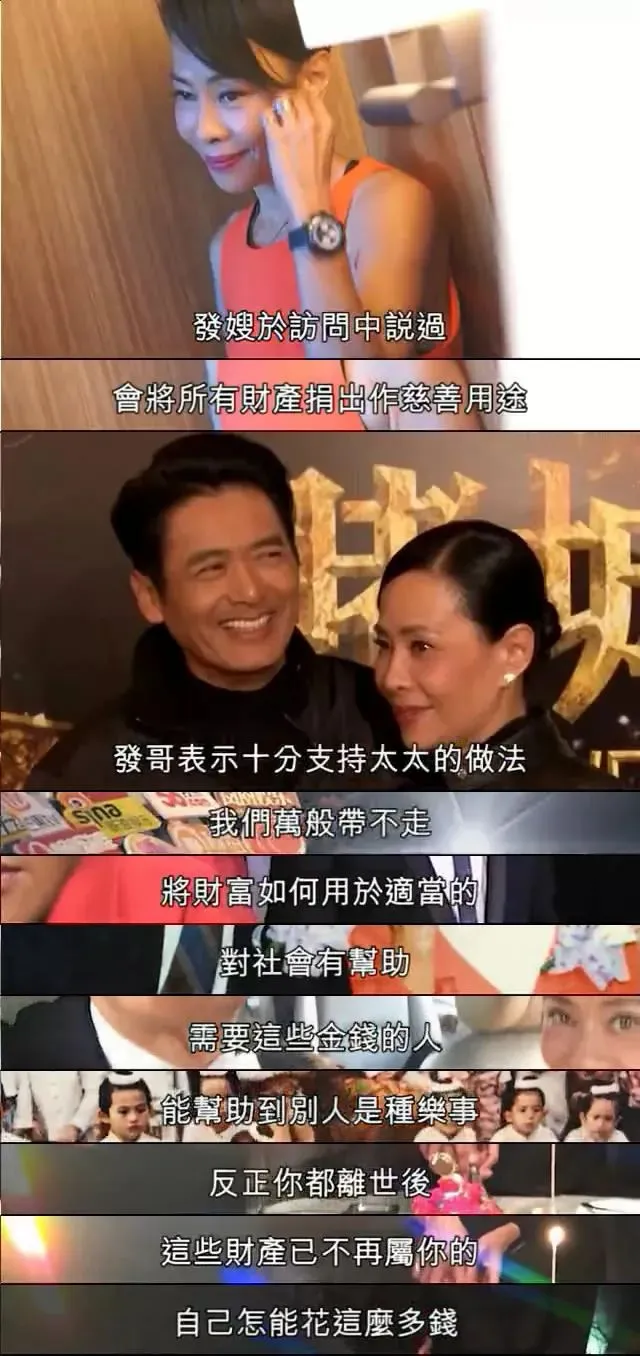 發嫂於訪問中説過
會將所有財產捐出作慈善用途
賭
發哥表示十分支持太太的做法
sina
我們萬般帶不走
將財富如何用於適當的
對社會有幫助
需要這些金錢的人
能幫助到別人是種樂事
反正你都離世後
這些財產已不再屬你的
自己怎能花這麼多錢